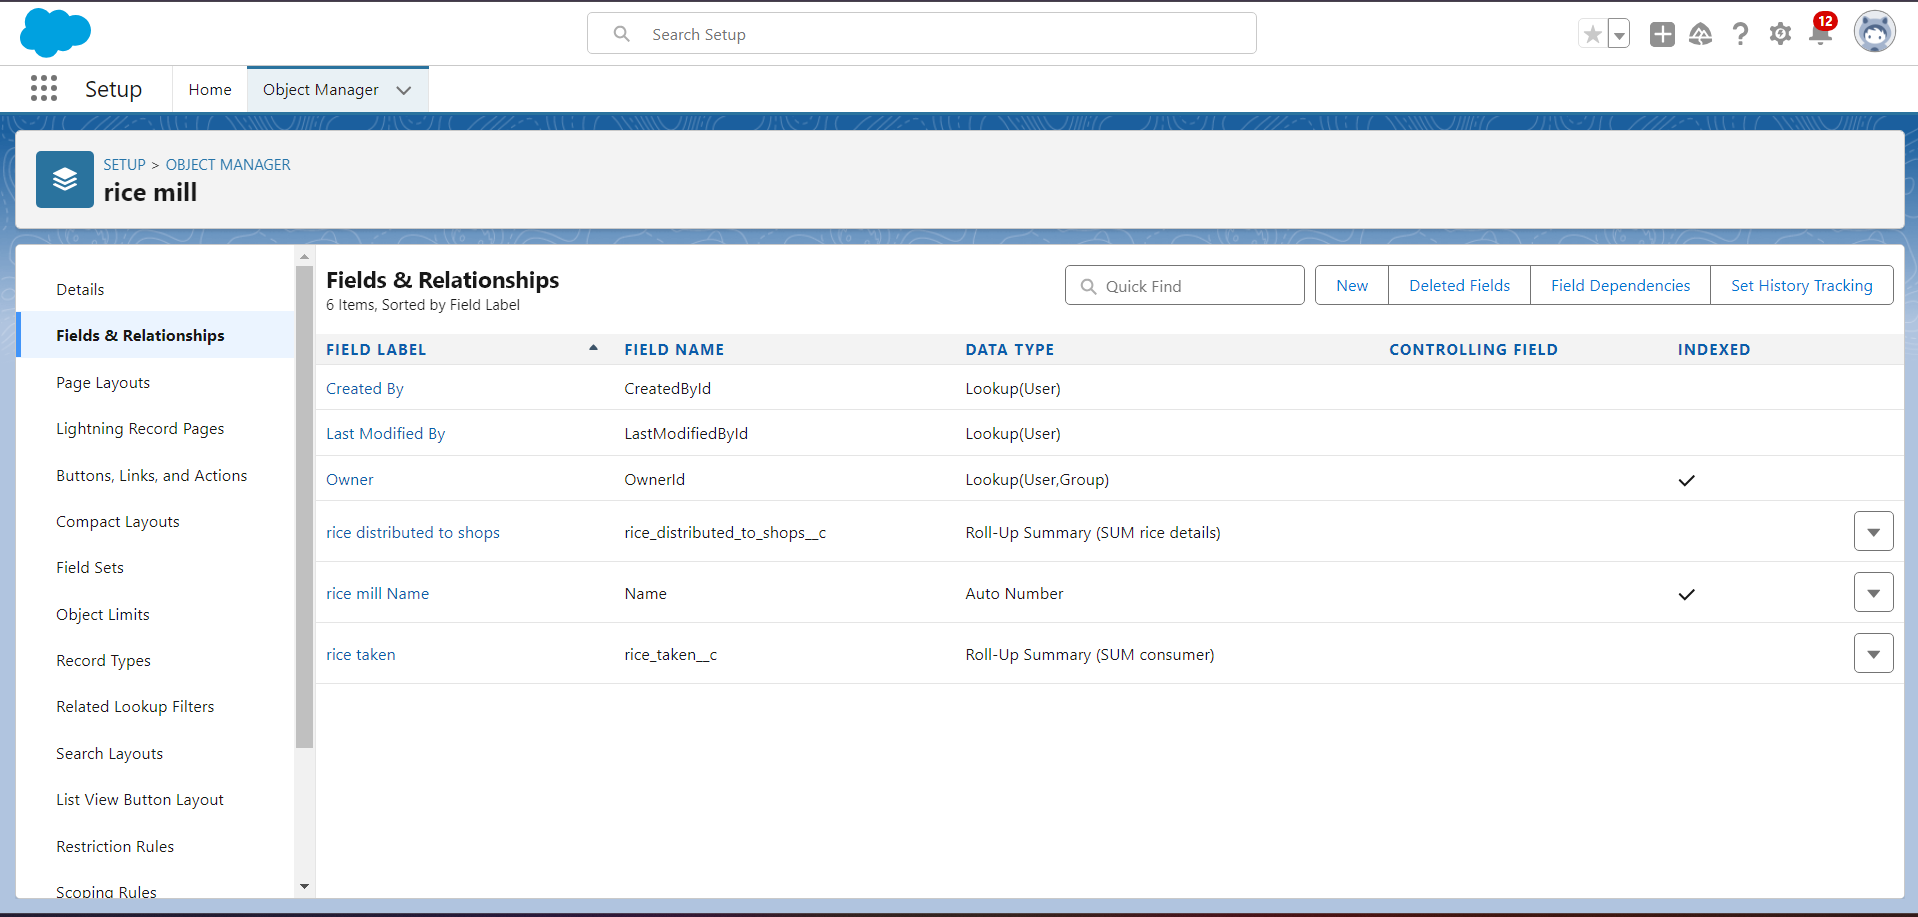 Search Setup
12
Setup
Home
Object Manager
SETUP > OBJECT MANAGER
rice mill
Details
Fields & Relationships
Page Layouts
Lightning Record Pages
Buttons, Links, and Actions
Compact Layouts
Field Sets
Object Limits
Record Types
Related Lookup Filters
Search Layouts
List View Button Layout
Restriction Rules
Scoping Rules
Fields & Relationships
6 Items, Sorted by Field Label
Quick Find
New
Deleted Fields
Field Dependencies
Set History Tracking
FIELD LABEL FIELD NAME DATA TYPE CONTROLLING FIELD INDEXED
Created By CreatedById Lookup(User)
Last Modified By LastModifiedById Lookup(User)
Owner OwnerId Lookup(User,Group)
rice distributed to shops rice_distributed_to_shops__c Roll-Up Summary (SUM rice details)
rice mill Name Name Auto Number
rice taken rice_taken__c Roll-Up Summary (SUM consumer)